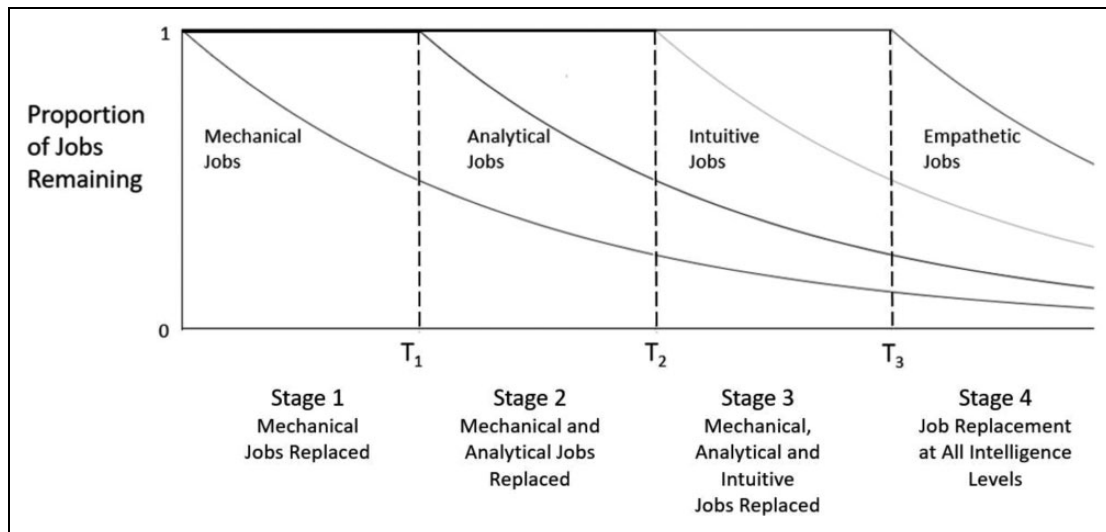 1
Proportion
of Jobs
Remaining
0
Mechanical
Jobs
Analytical
Jobs
Intuitive
Jobs
Empathetic
Jobs
T1
T2
T3
Stage 1
Mechanical
Jobs Replaced
Stage 2
Mechanical and
Analytical Jobs
Replaced
Stage 3
Mechanical,
Analytical and
Intuitive
Jobs Replaced
Stage 4
Job Replacement
at All Intelligence
Levels